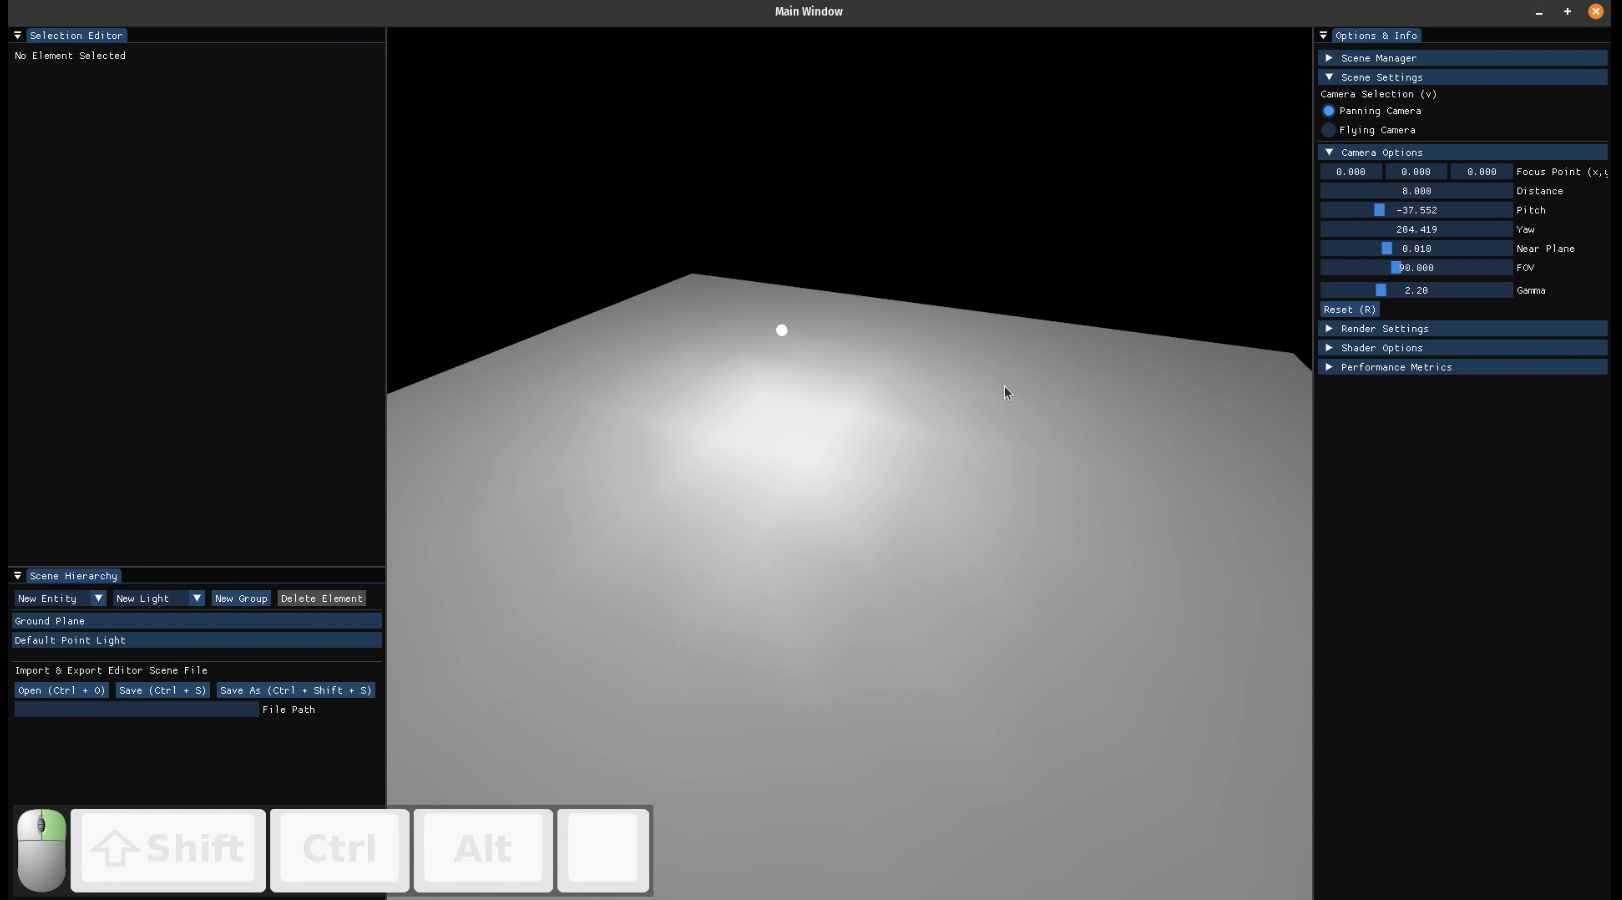 Main Window
Selection Editor
No Element Selected
Options & Info
Scene Manager
Scene Settings
Camera Selection (v)
Panning Camera
Flying Camera
Camera Options
0.000 0.000 0.000 Focus Point (x,y
8.000 Distance
-37.552 Pitch
204.419 Yaw
0.010 Near Plane
90.000 FOV
2.20 Gamma
Reset (R)
Render Settings
Shader Options
Performance Metrics
Scene Hierarchy
New Entity New Light New Group Delete Element
Ground Plane
Default Point Light
Import & Export Editor Scene File
Open (Ctrl + O) Save (Ctrl + S) Save As (Ctrl + Shift + S)
File Path
Shift Ctrl Alt